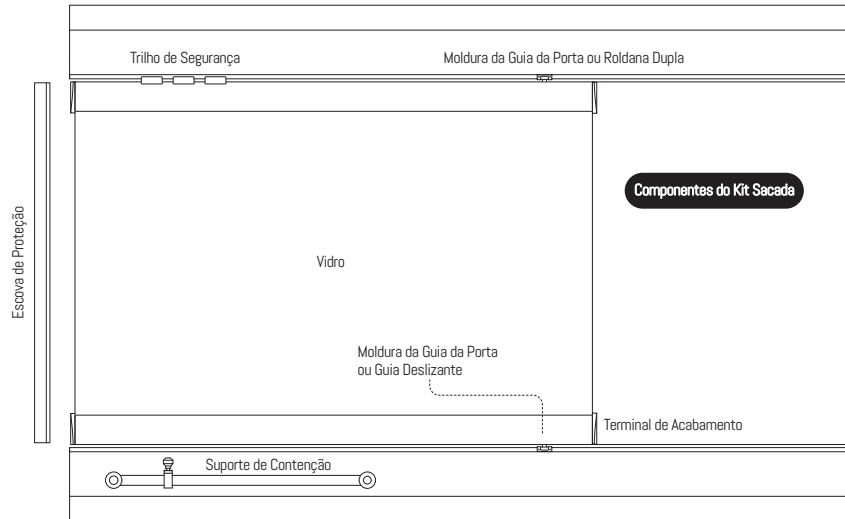 Trilho de Segurança
Moldura da Guia da Porta ou Roldana Dupla
Componentes do Kit Sacada
Escova de Proteção
Vidro
Moldura da Guia da Porta
ou Guia Deslizante
Terminal de Acabamento
Suporte de Contenção